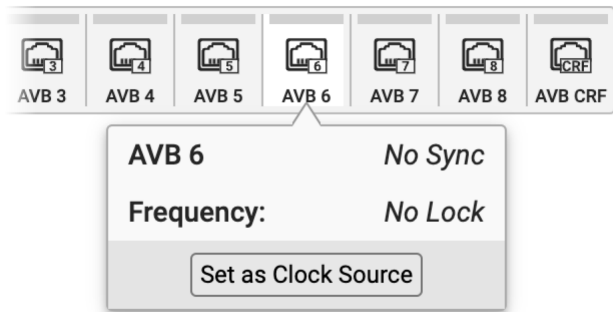 3 4 5 6 7 8 CRF
AVB 3 AVB 4 AVB 5 AVB 6 AVB 7 AVB 8 AVB CRF
AVB 6 No Sync
Frequency: No Lock
Set as Clock Source